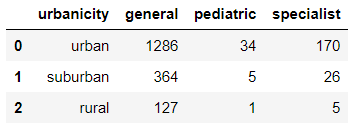 urbanicity general pediatric specialist
0 urban 1286 34 170
1 suburban 364 5 26
2 rural 127 1 5